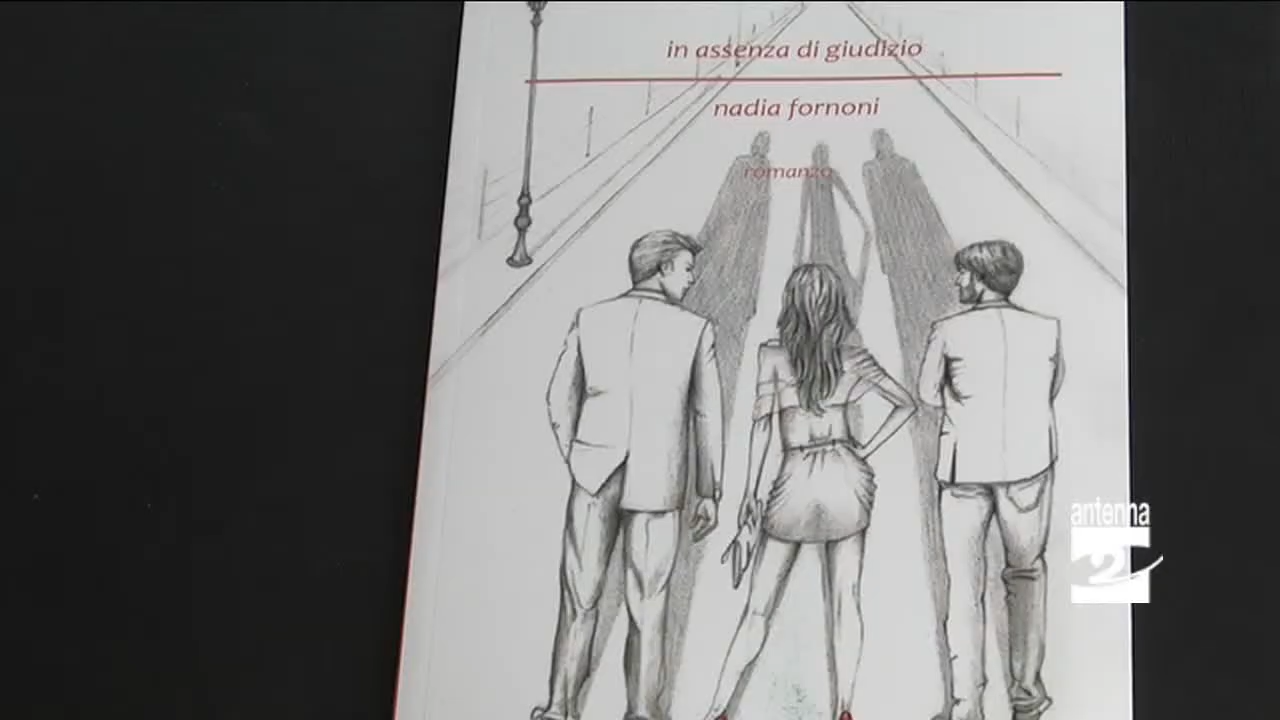 in assenza di giudizio
nadia fornoni
romanzo
antenna
2